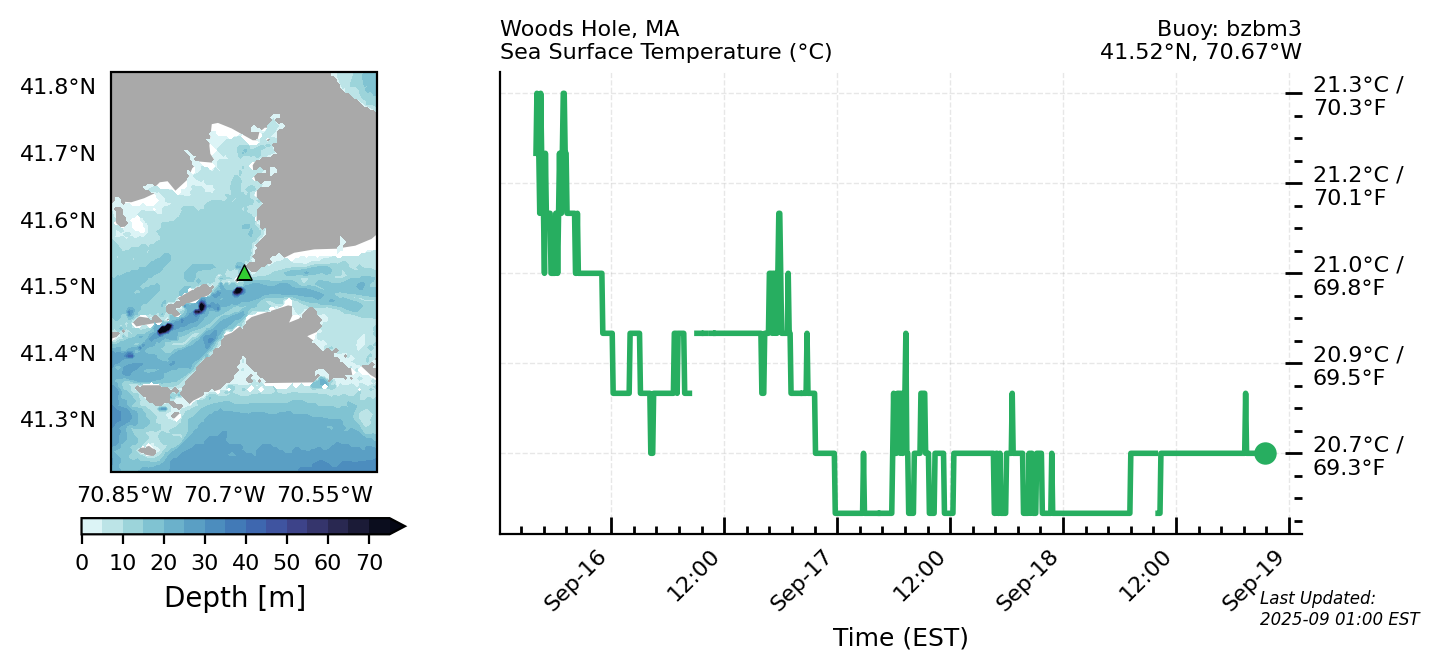 Woods Hole, MA
Sea Surface Temperature (°C)
Buoy: bzbm3
41.52°N, 70.67°W
41.8°N
41.7°N
41.6°N
41.5°N
41.4°N
41.3°N
70.85°W 70.7°W 70.55°W
0 10 20 30 40 50 60 70
Depth [m]
21.3°C /
70.3°F
21.2°C /
70.1°F
21.0°C /
69.8°F
20.9°C /
69.5°F
20.7°C /
69.3°F
Sep-16
12:00
Sep-17
12:00
Sep-18
12:00
Sep-19
Time (EST)
Last Updated:
2025-09 01:00 EST